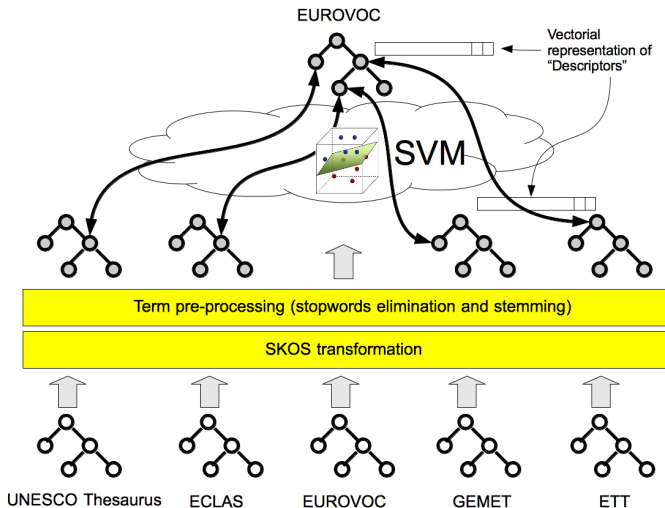 EUROVOC
Vectorial
representation of
“Descriptors”
SVM
Term pre-processing (stopwords elimination and stemming)
SKOS transformation
UNESCO Thesaurus
ECLAS
EUROVOC
GEMET
ETT